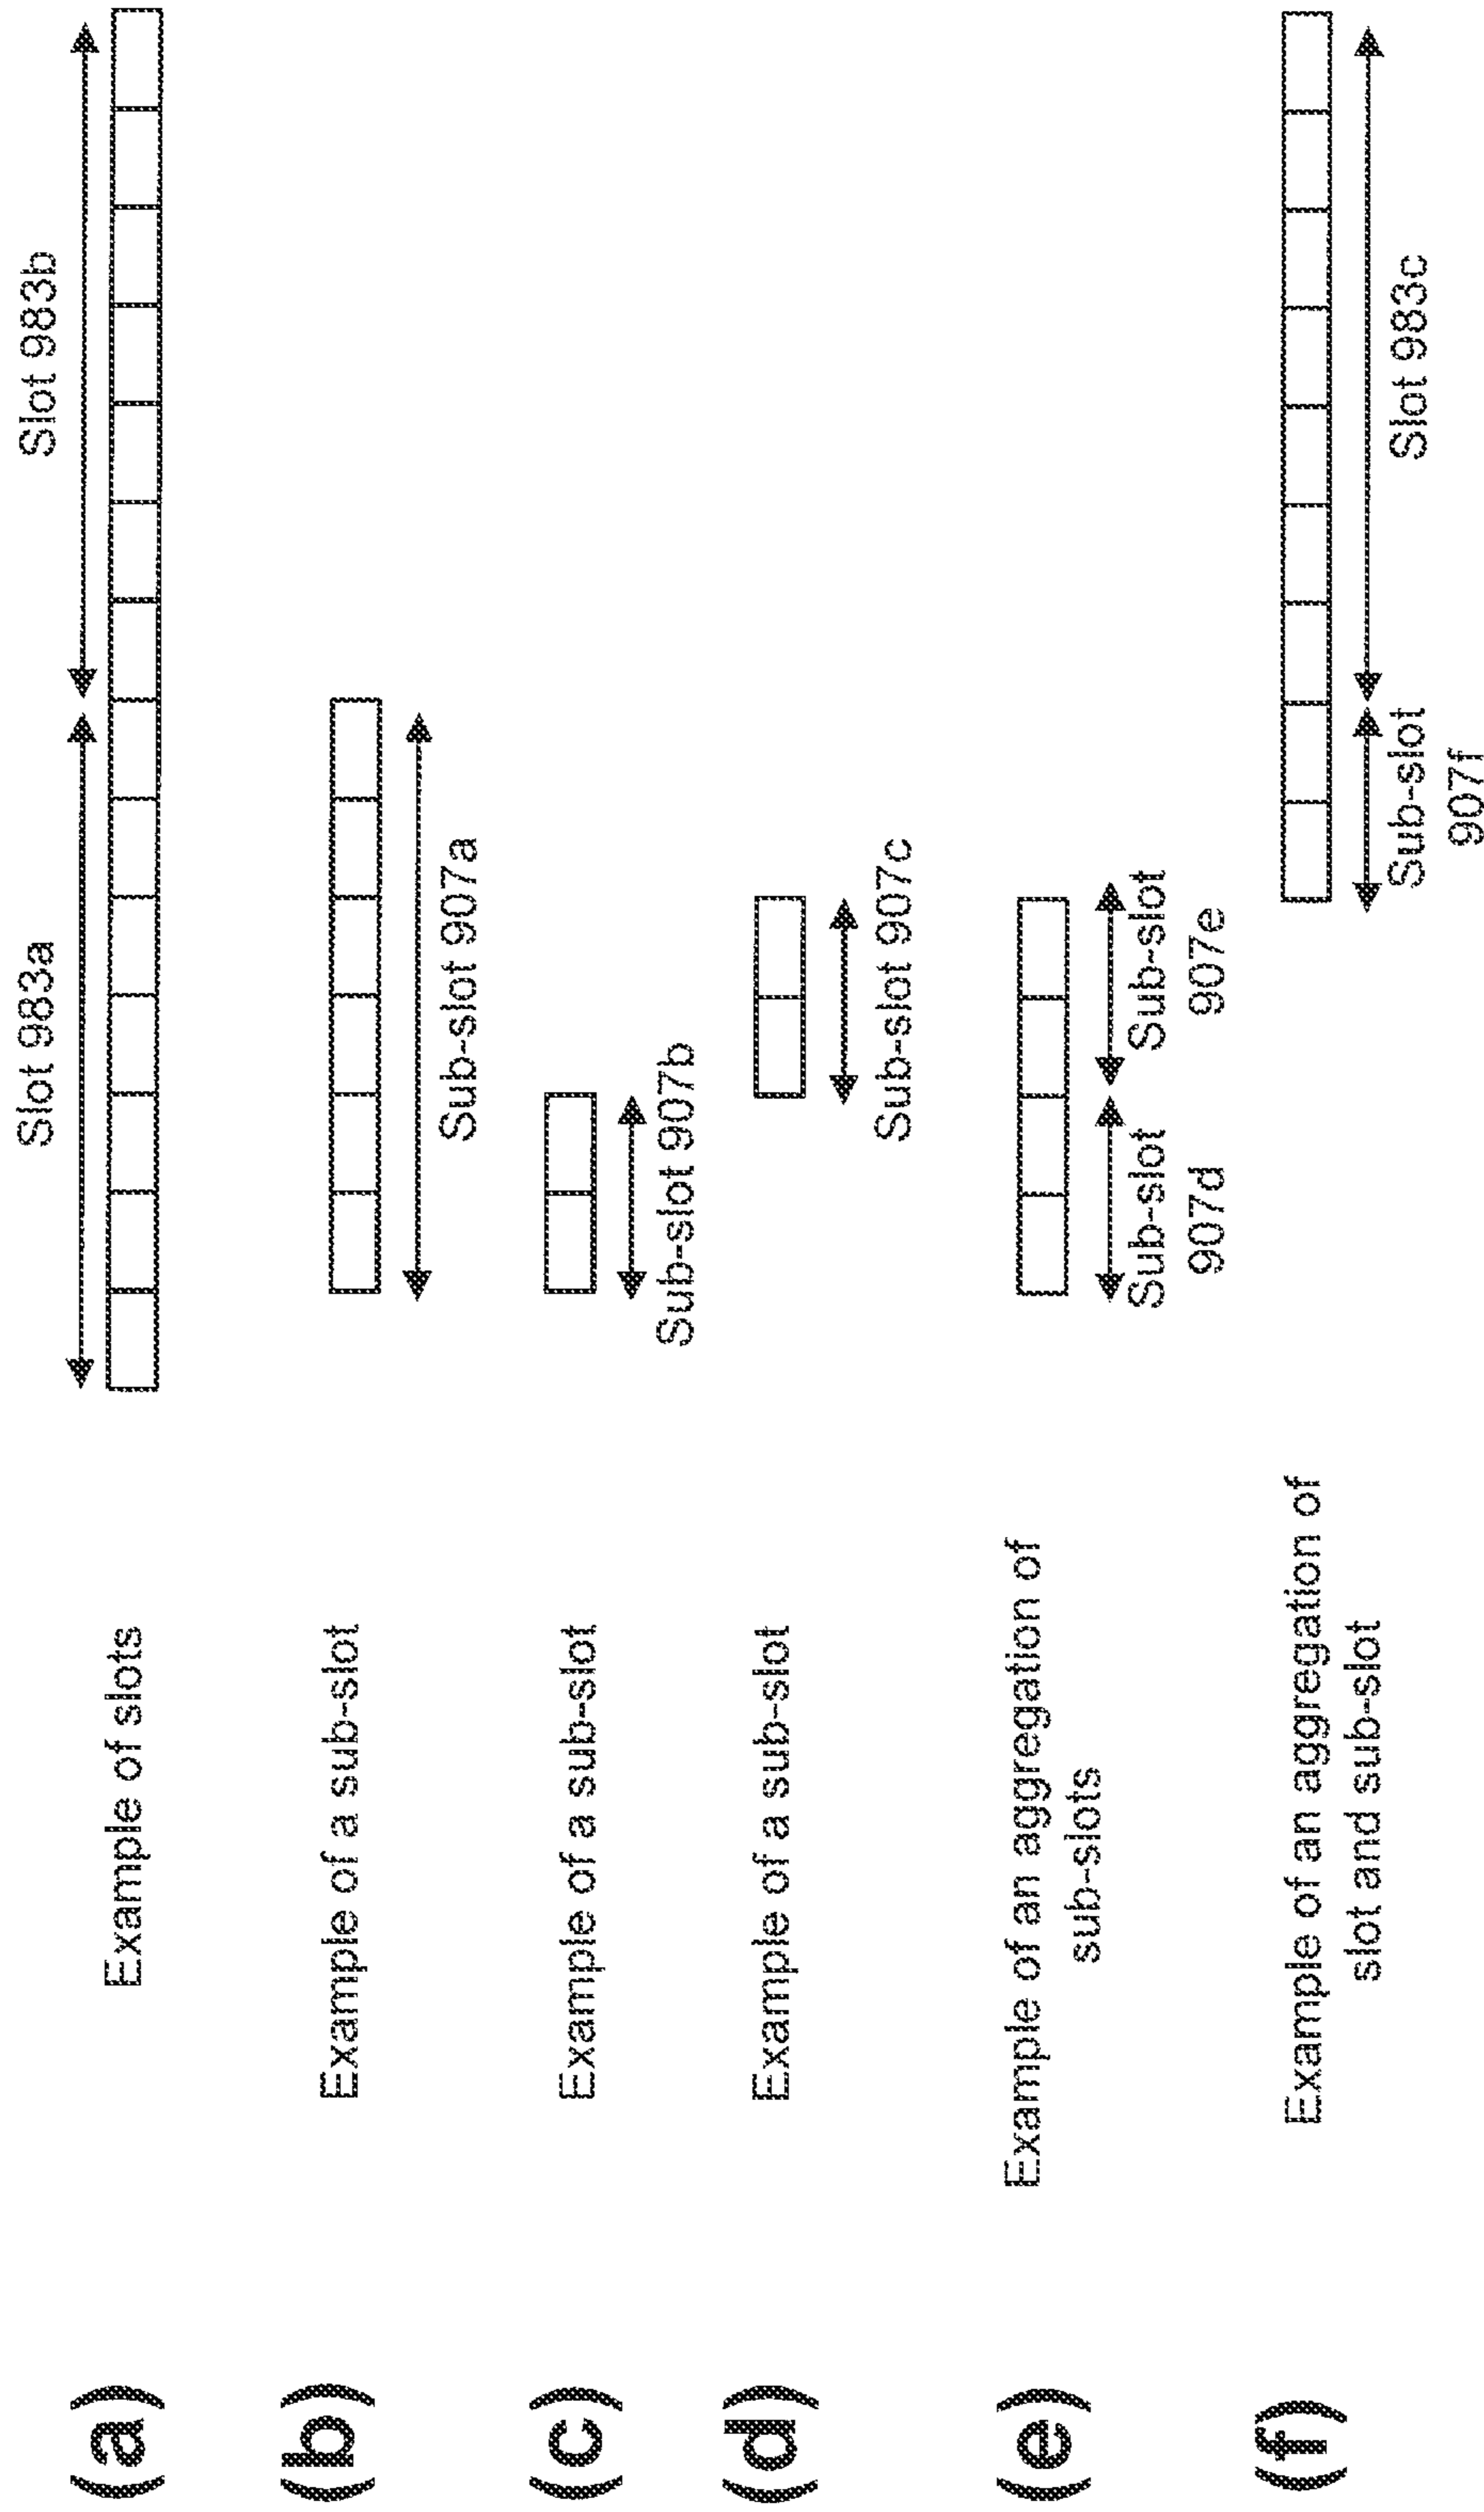 (a)
Example of slots
Slot 983a
Slot 983b
(b)
Example of a sub-slot
Sub-slot 907a
(c)
Example of a sub-slot
Sub-slot 907b
(d)
Example of a sub-slot
Sub-slot 907c
(e)
Example of an aggregation of
sub-slots
Sub-slot
907d
Sub-slot
907e
(f)
Example of an aggregation of
slot and sub-slot
Sub-slot
907f
Slot 983c